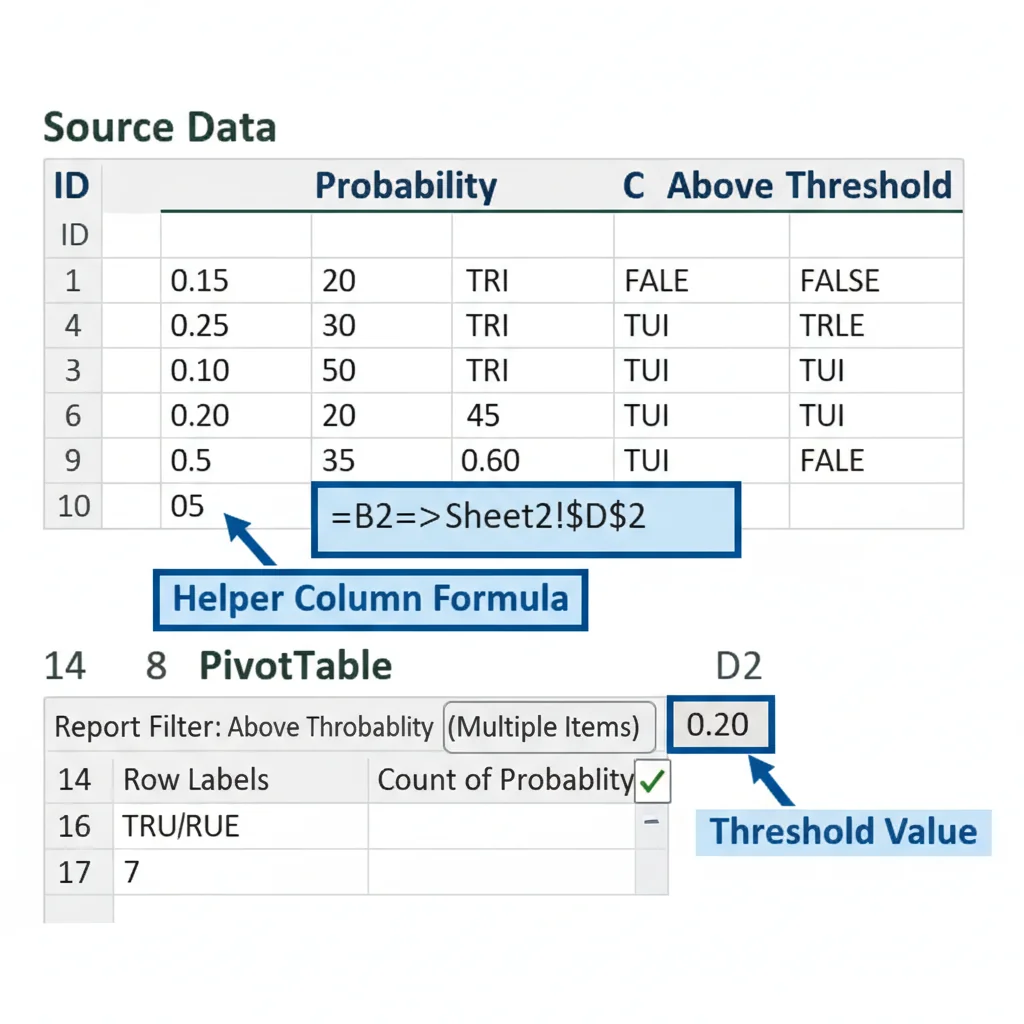 Source Data
ID Probability C Above Threshold
ID
1 0.15 20 TRI FALE FALSE
4 0.25 30 TRI TUI TRLE
3 0.10 50 TRI TUI TUI
6 0.20 20 45 TUI TUI
9 0.5 35 0.60 TUI FALE
10 05
=B2=>Sheet2!$D$2
Helper Column Formula
14 8 PivotTable D2
Report Filter: Above Throbablity (Multiple Items) 0.20
14 Row Labels Count of Probablity
16 TRU/RUE
Threshold Value
17 7